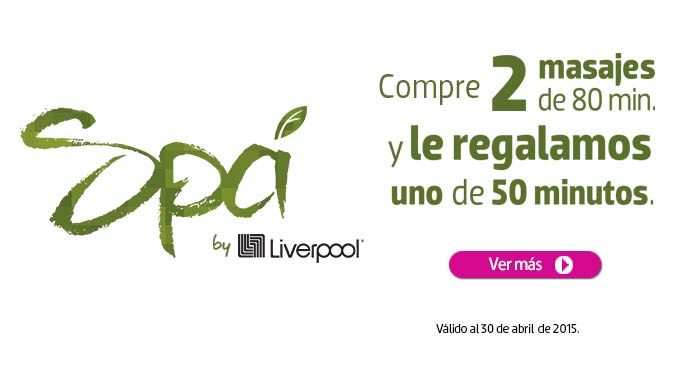 Spa
by Liverpool
Compre 2 masajes
de 80 min.
y le regalamos
uno de 50 minutos.
Ver más
Válido al 30 de abril de 2015.